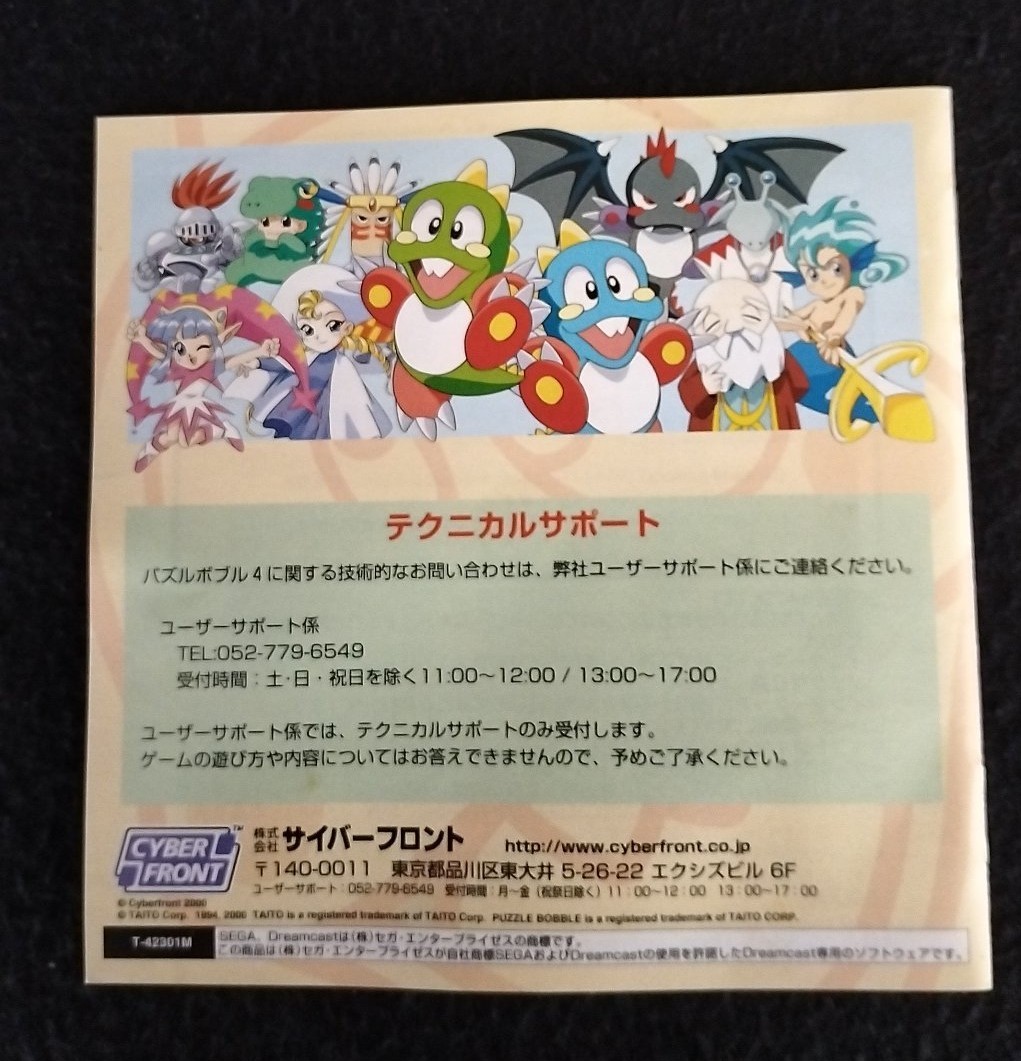 テクニカルサポート
パズルボブル4に関する技術的なお問い合わせは、弊社ユーザーサポート係にご連絡ください。
ユーザーサポート係
TEL:052-779-6549
受付時間：土・日・祝日を除く11:00～12:00 / 13:00～17:00
ユーザーサポート係では、テクニカルサポートのみ受付します。
ゲームの遊び方や内容についてはお答えできませんので、予めご了承ください。
CYBER FRONT™
株式会社 サイバーフロント http://www.cyberfront.co.jp
〒140-0011 東京都品川区東大井 5-26-22 エクシズビル 6F
ユーザーサポート：052-779-6549 受付時間：月～金（祝祭日除く）11：00～12：00 13：00～17：00
© Cyberfront 2000
© TAITO Corp. 1994, 2000 TAITO is a registered trademark of TAITO Corp. PUZZLE BOBBLE is a registered trademark of TAITO CORP.
T-42301M
SEGA、Dreamcastは（株）セガ・エンタープライゼスの商標です。
この商品は（株）セガ・エンタープライゼスが自社商標SEGAおよびDreamcastの使用を許諾したDreamcast専用のソフトウェアです。